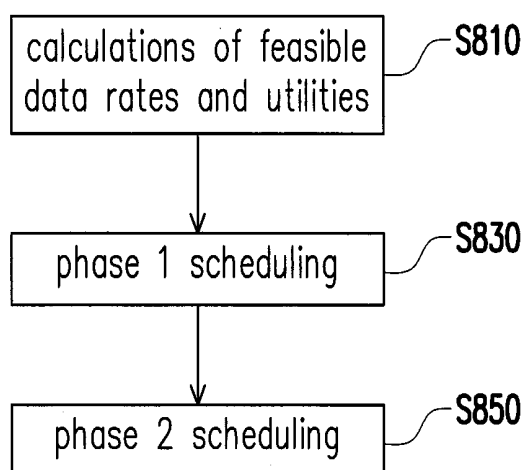 calculations of feasible
data rates and utilities
S810
phase 1 scheduling
S830
phase 2 scheduling
S850